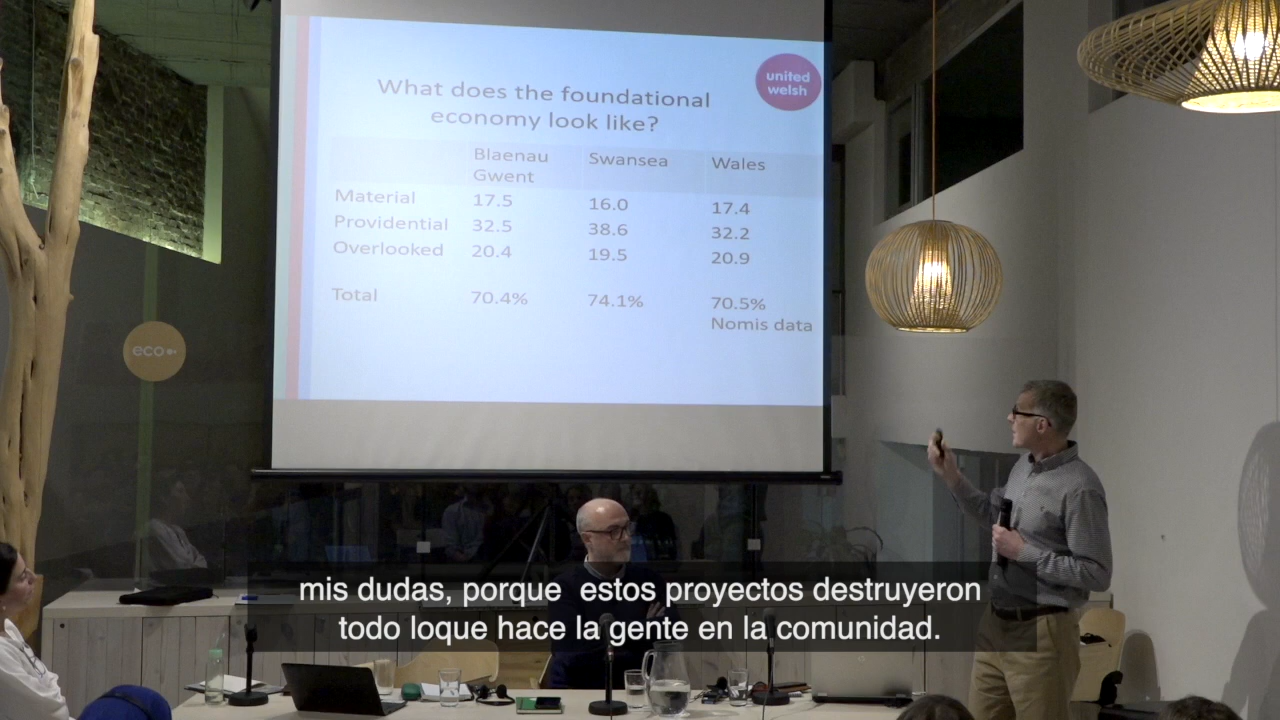 united
welsh
What does the foundational
economy look like?
Blaenau Gwent Swansea Wales
Material 17.5 16.0 17.4
Providential 32.5 38.6 32.2
Overlooked 20.4 19.5 20.9
Total 70.4% 74.1% 70.5%
Nomis data
eco
mis dudas, porque estos proyectos destruyeron
todo loque hace la gente en la comunidad.